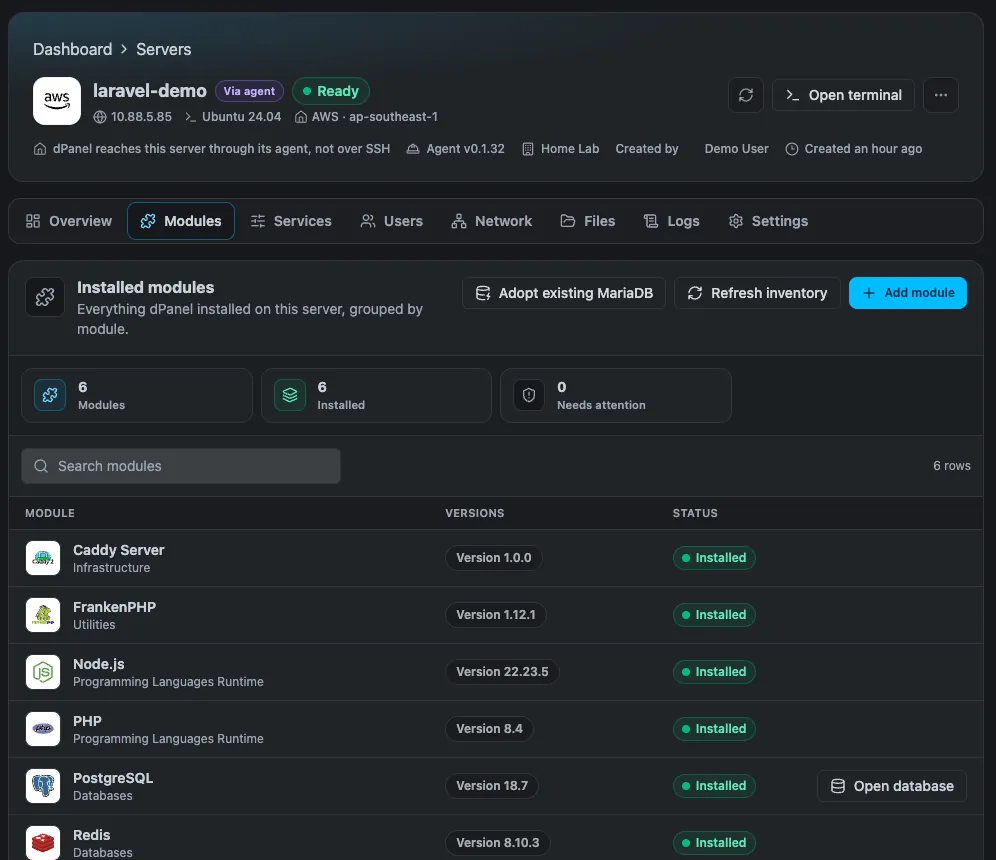 Dashboard > Servers
aws
laravel-demo Via agent Ready
Open terminal
10.88.5.85 Ubuntu 24.04 AWS · ap-southeast-1
dPanel reaches this server through its agent, not over SSH Agent v0.1.32 Home Lab Created by Demo User Created an hour ago
Overview Modules Services Users Network Files Logs Settings
Installed modules
Everything dPanel installed on this server, grouped by
module.
Adopt existing MariaDB Refresh inventory + Add module
6
Modules
6
Installed
0
Needs attention
Search modules
6 rows
MODULE VERSIONS STATUS
Caddy Server
Infrastructure
Version 1.0.0 Installed
FrankenPHP
Utilities
Version 1.12.1 Installed
Node.js
Programming Languages Runtime
Version 22.23.5 Installed
PHP
Programming Languages Runtime
Version 8.4 Installed
PostgreSQL
Databases
Version 18.7 Installed Open database
Redis
Databases
Version 8.10.3 Installed